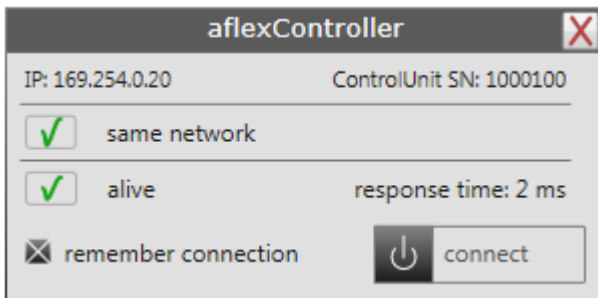 aflexController
IP: 169.254.0.20 ControlUnit SN: 1000100
same network
alive response time: 2 ms
remember connection connect